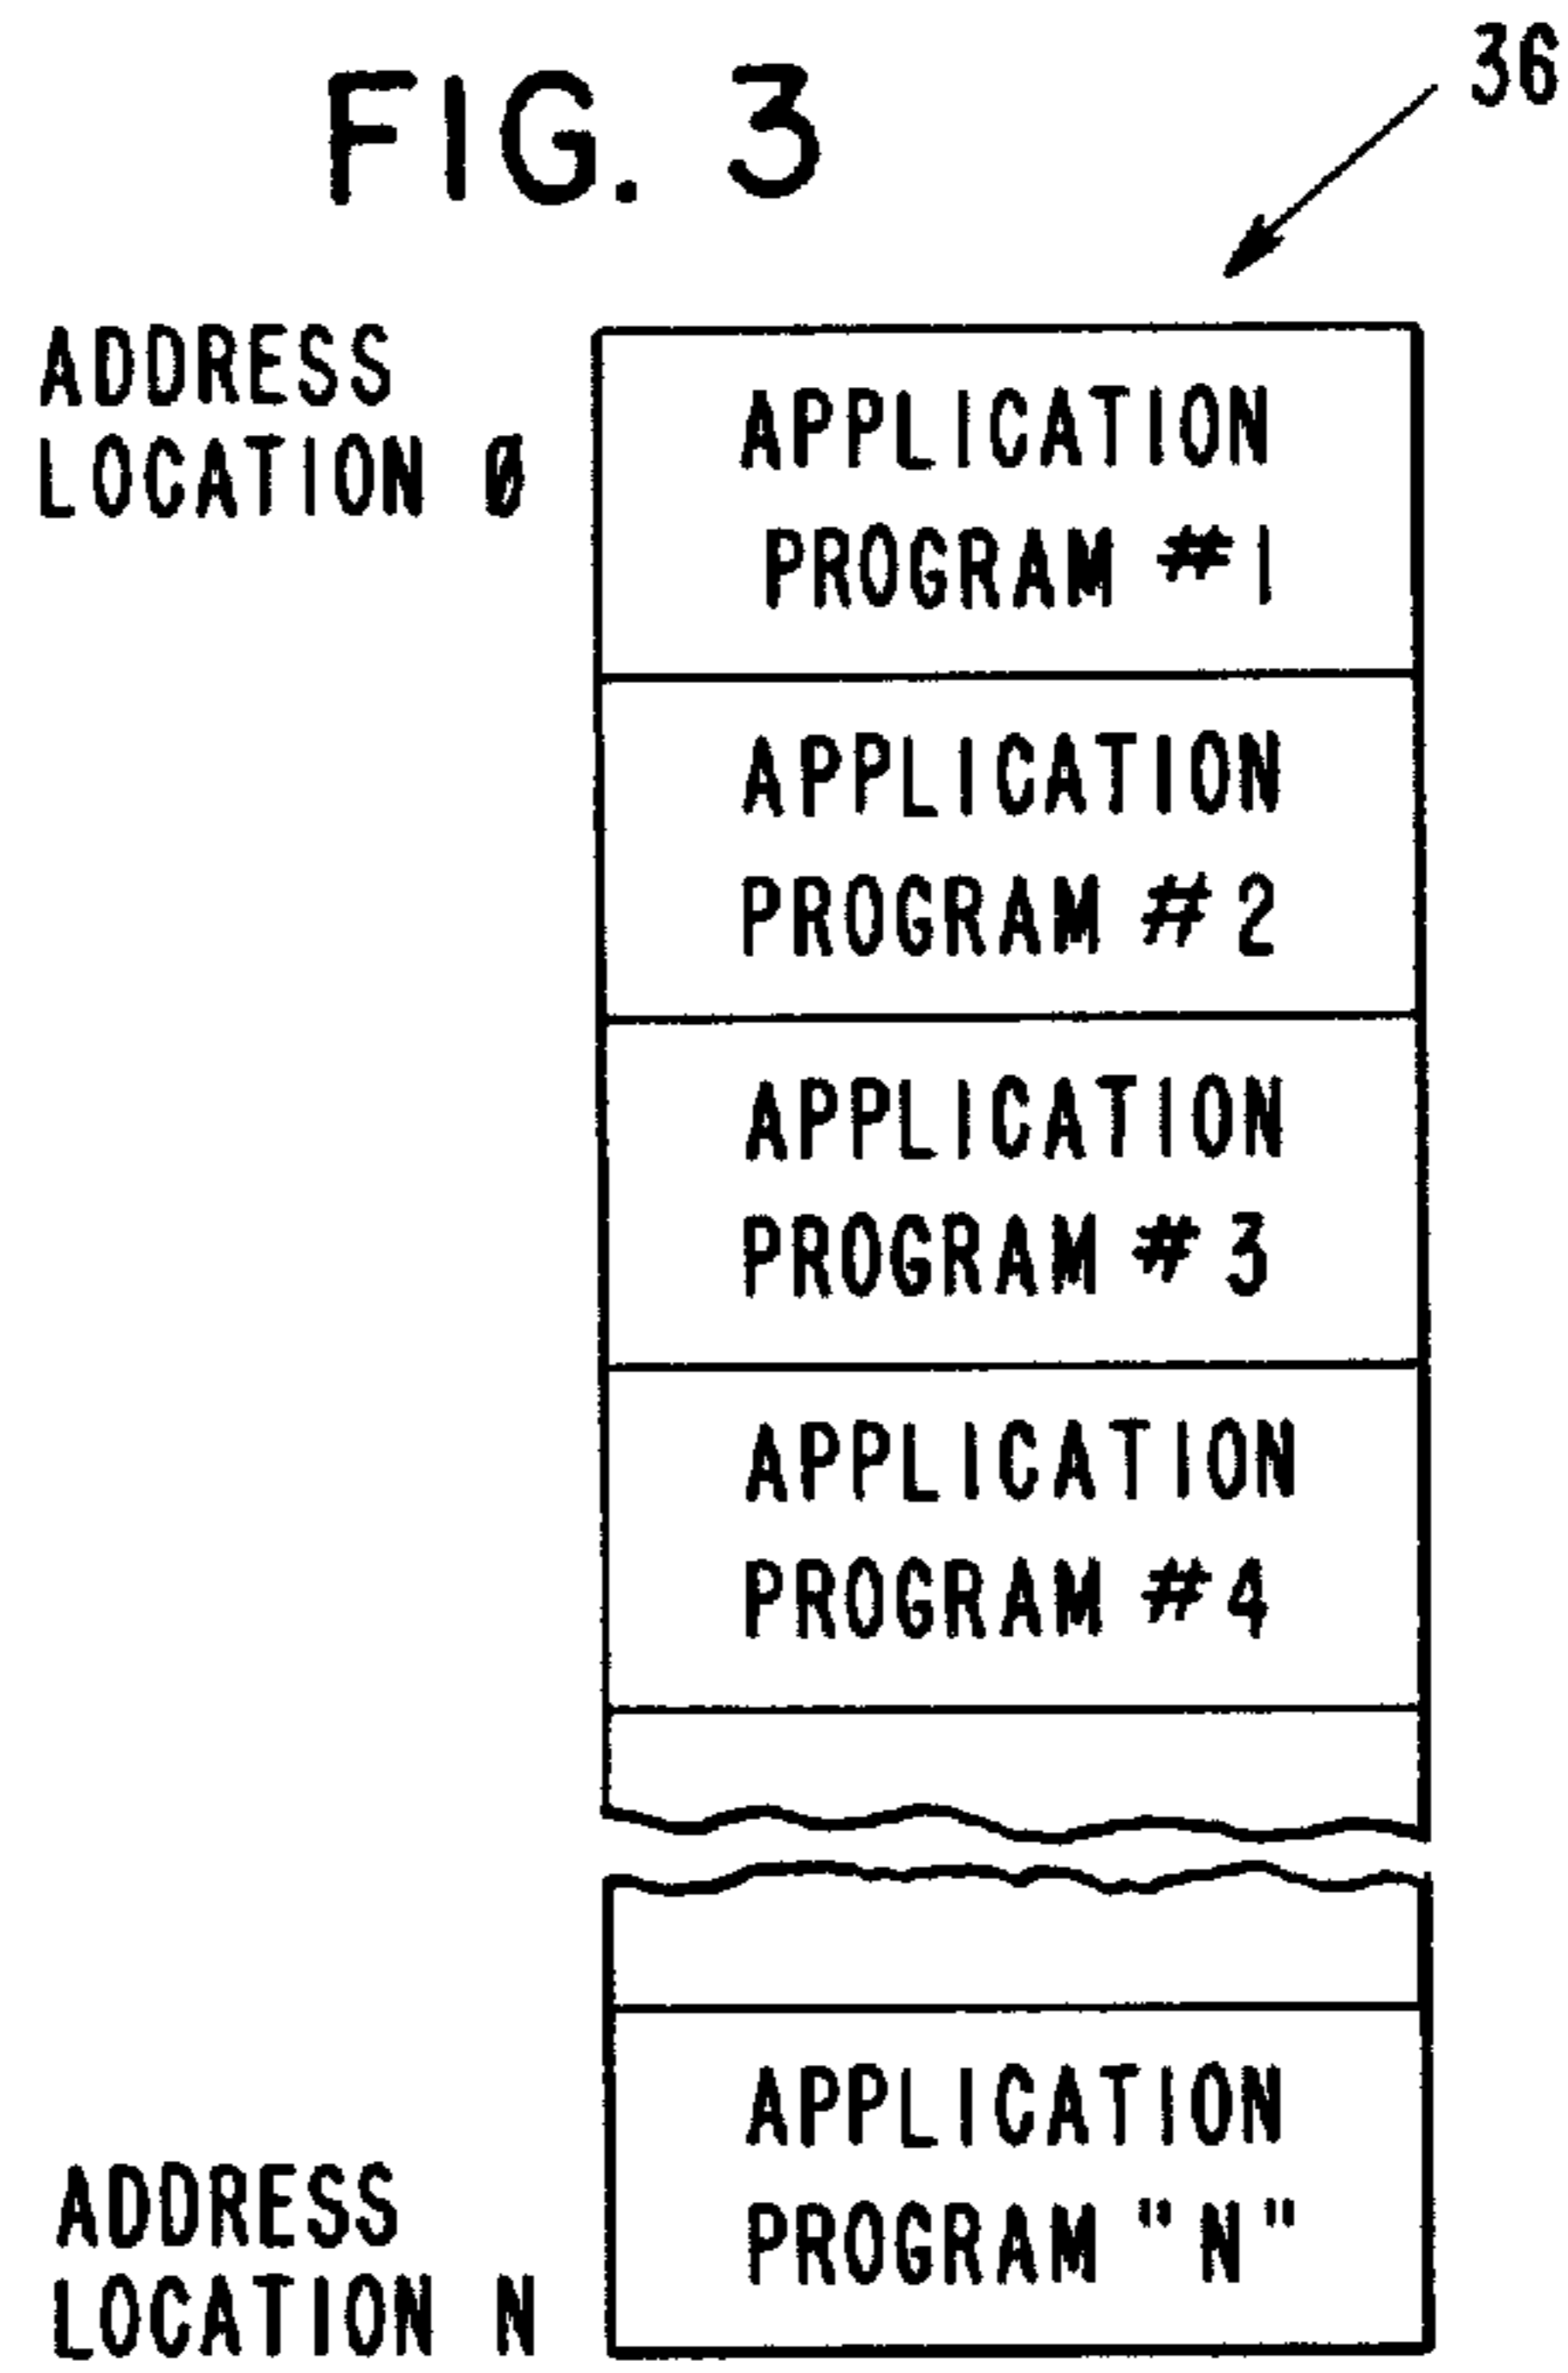 FIG. 3
36
ADDRESS
LOCATION Ø
APPLICATION
PROGRAM #1
APPLICATION
PROGRAM #2
APPLICATION
PROGRAM #3
APPLICATION
PROGRAM #4
APPLICATION
PROGRAM "N"
ADDRESS
LOCATION N